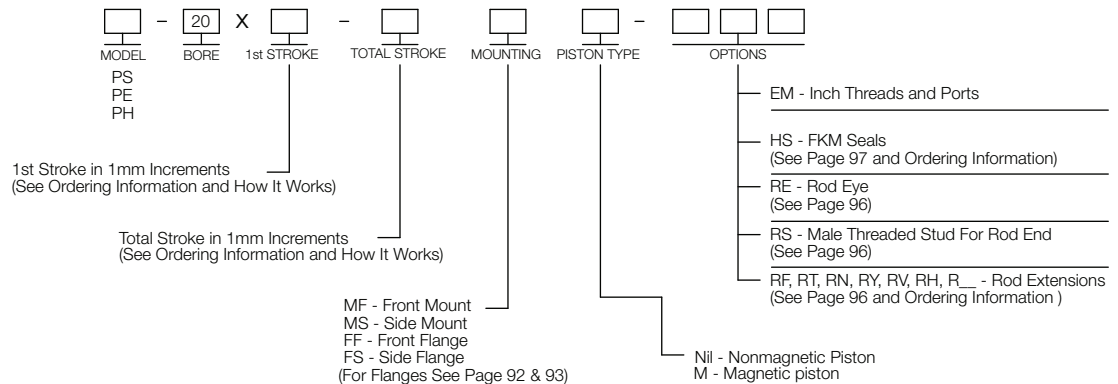 - 20 X - -
MODEL BORE 1st STROKE TOTAL STROKE MOUNTING PISTON TYPE OPTIONS
PS
PE
PH
EM - Inch Threads and Ports
HS - FKM Seals
(See Page 97 and Ordering Information)
RE - Rod Eye
(See Page 96)
RS - Male Threaded Stud For Rod End
(See Page 96)
RF, RT, RN, RY, RV, RH, R__ - Rod Extensions
(See Page 96 and Ordering Information )
1st Stroke in 1mm Increments
(See Ordering Information and How It Works)
Total Stroke in 1mm Increments
(See Ordering Information and How It Works)
MF - Front Mount
MS - Side Mount
FF - Front Flange
FS - Side Flange
(For Flanges See Page 92 & 93)
Nil - Nonmagnetic Piston
M - Magnetic piston